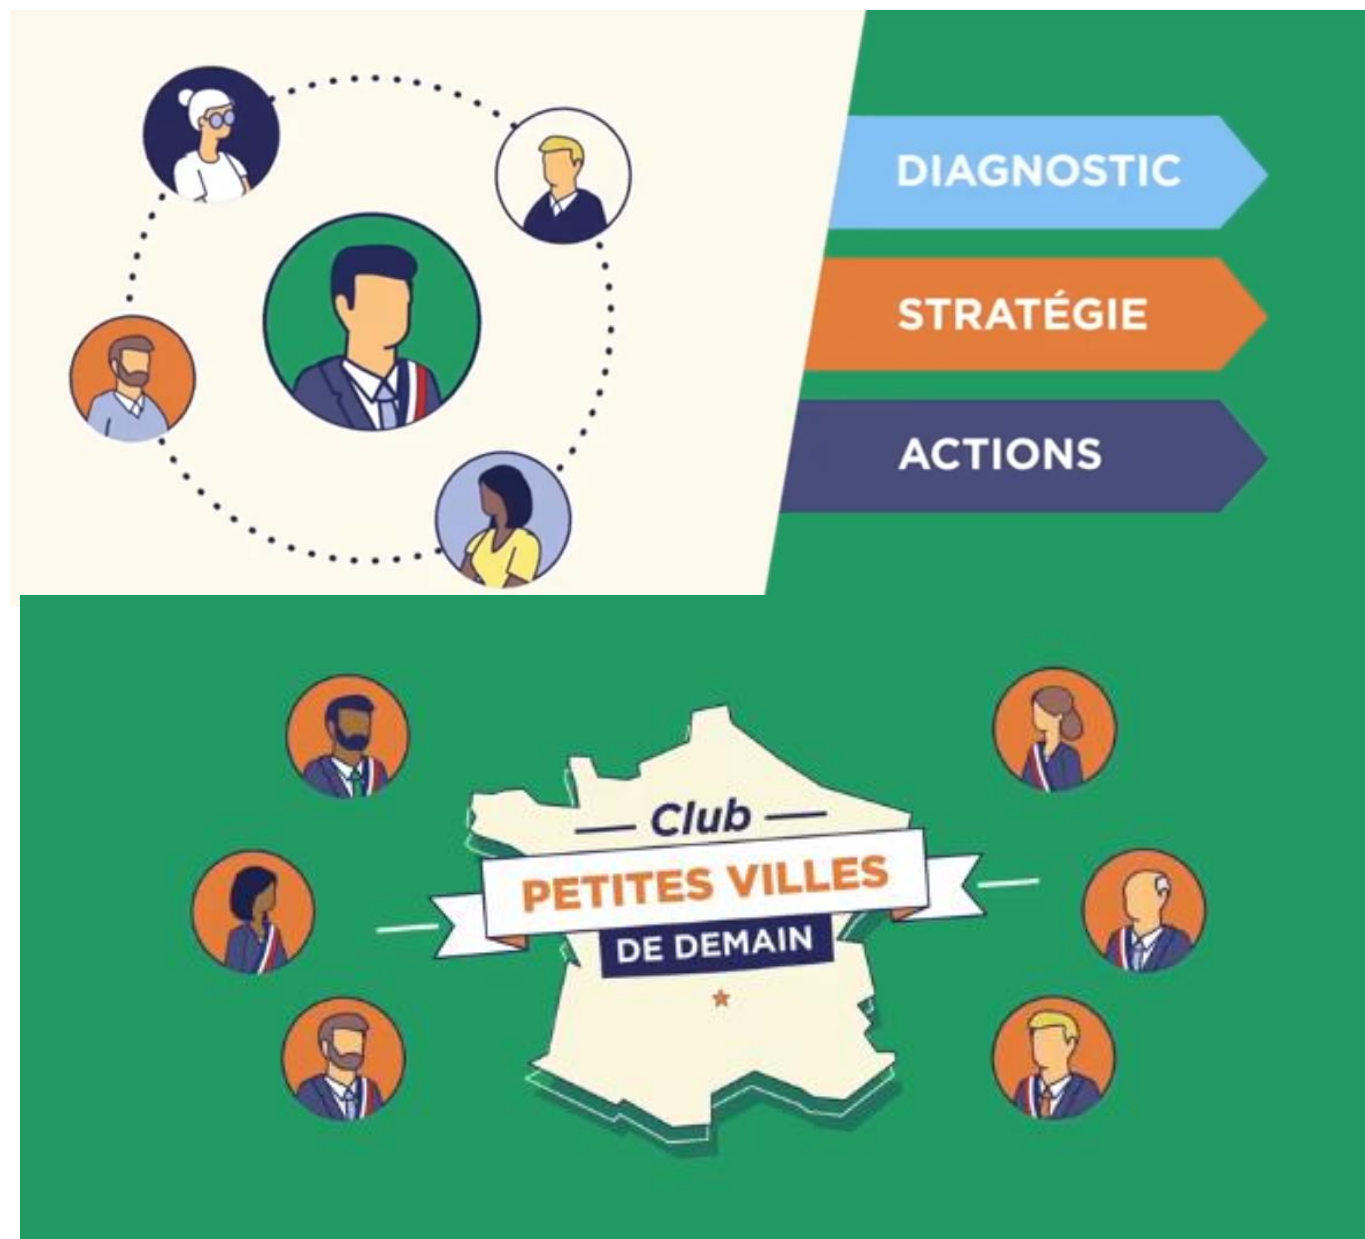 DIAGNOSTIC
STRATÉGIE
ACTIONS
Club
PETITES VILLES
DE DEMAIN